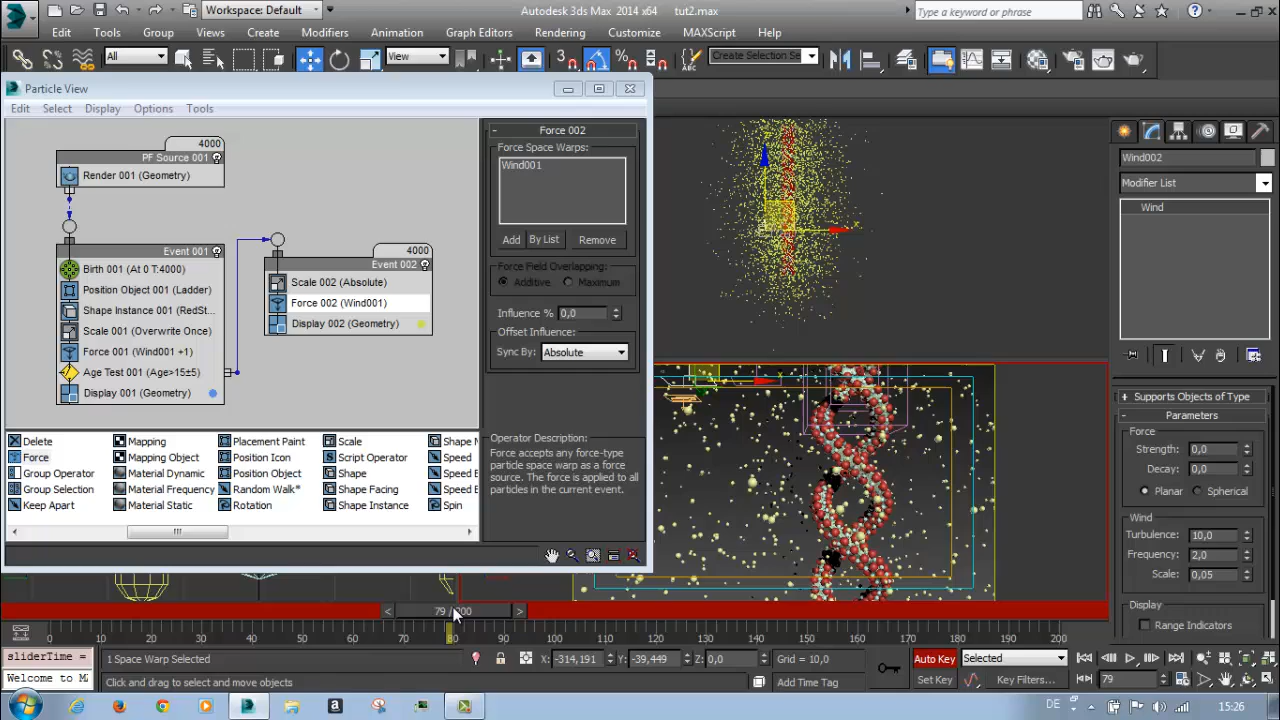 Workspace: Default
Autodesk 3ds Max 2014 x64 tut2.max
Type a keyword or phrase
Edit Tools Group Views Create Modifiers Animation Graph Editors Rendering Customize MAXScript Help
All
View
Create Selection Se
Particle View
Edit Select Display Options Tools
4000
PF Source 001
Render 001 (Geometry)
Event 001
Birth 001 (At 0 T:4000)
Position Object 001 (Ladder)
Shape Instance 001 (RedSt...
Scale 001 (Overwrite Once)
Force 001 (Wind001 +1)
Age Test 001 (Age>15±5)
Display 001 (Geometry)
4000
Event 002
Scale 002 (Absolute)
Force 002 (Wind001)
Display 002 (Geometry)
- Force 002
Force Space Warps:
Wind001
Add By List Remove
Force Field Overlapping:
Additive Maximum
Influence % 0,0
Offset Influence:
Sync By: Absolute
Delete Mapping Placement Paint Scale Shape M
Force Mapping Object Position Icon Script Operator Speed
Group Operator Material Dynamic Position Object Shape Speed B
Group Selection Material Frequency Random Walk* Shape Facing Speed B
Keep Apart Material Static Rotation Shape Instance Spin
Operator Description:
Force accepts any force-type
particle space warp as a force
source. The force is applied to all
particles in the current event.
Wind002
Modifier List
Wind
+ Supports Objects of Type
- Parameters
Force
Strength: 0,0
Decay: 0,0
Planar Spherical
Wind
Turbulence: 10,0
Frequency: 2,0
Scale: 0,05
Display
Range Indicators
< 79 / 200 >
0 10 20 30 40 50 60 70 80 90 100 110 120 130 140 150 160 170 180 190 200
sliderTime =
1 Space Warp Selected
X: -314,191 Y: -39,449 Z: 0,0 Grid = 10,0
Auto Key Selected
Welcome to M
Click and drag to select and move objects
Add Time Tag
Set Key Key Filters...
79
DE
15:26